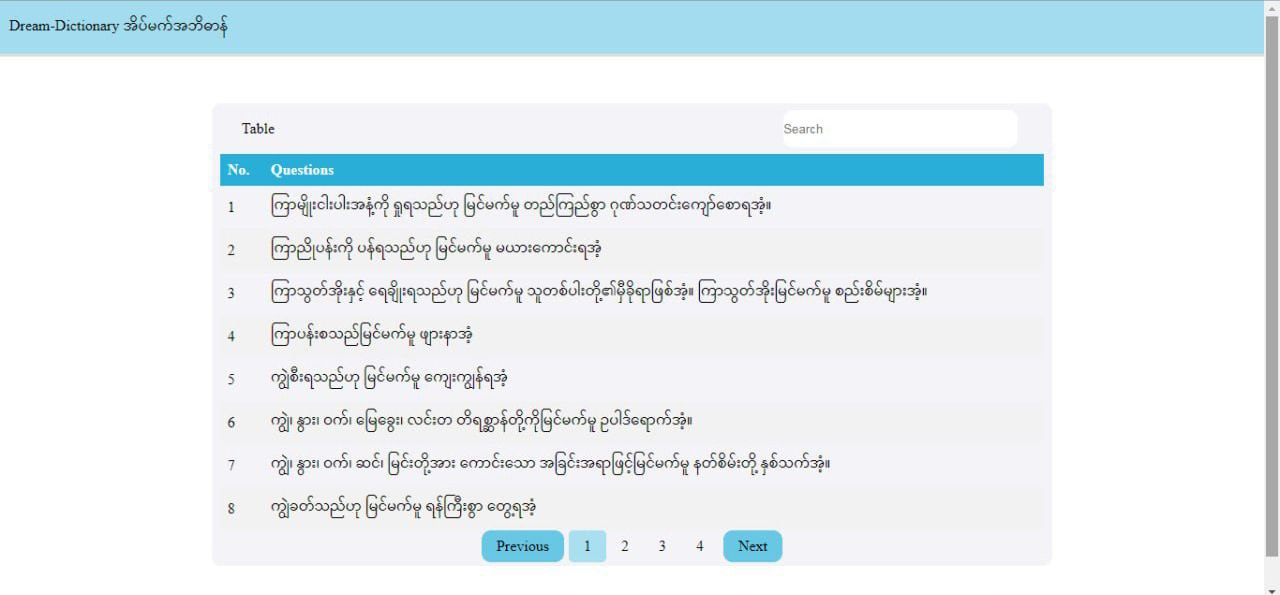 Dream-Dictionary အိပ်မက်အဘိဓာန်
Table Search
No. Questions
1 ကြာမျိုးငါးပါးအနံ့ကို ရှုရသည်ဟု မြင်မက်မူ တည်ကြည်စွာ ဂုဏ်သတင်းကျော်စောရအံ့။
2 ကြာညိုပန်းကို ပန်ရသည်ဟု မြင်မက်မူ မယားကောင်းရအံ့
3 ကြာသွတ်အိုးနှင့် ရေချိုးရသည်ဟု မြင်မက်မူ သူတစ်ပါးတို့၏မှီခိုရာဖြစ်အံ့။ ကြာသွတ်အိုးမြင်မက်မူ စည်းစိမ်များအံ့။
4 ကြာပန်းစသည်မြင်မက်မူ ဖျားနာအံ့
5 ကျွဲစီးရသည်ဟု မြင်မက်မူ ကျေးကျွန်ရအံ့
6 ကျွဲ၊ နွား၊ ဝက်၊ မြေခွေး၊ လင်းတ တိရစ္ဆာန်တို့ကိုမြင်မက်မူ ဥပါဒ်ရောက်အံ့။
7 ကျွဲ၊ နွား၊ ဝက်၊ ဆင်၊ မြင်းတို့အား ကောင်းသော အခြင်းအရာဖြင့်မြင်မက်မူ နတ်စိမ်းတို့ နှစ်သက်အံ့။
8 ကျွဲခတ်သည်ဟု မြင်မက်မူ ရန်ကြီးစွာ တွေ့ရအံ့
Previous 1 2 3 4 Next